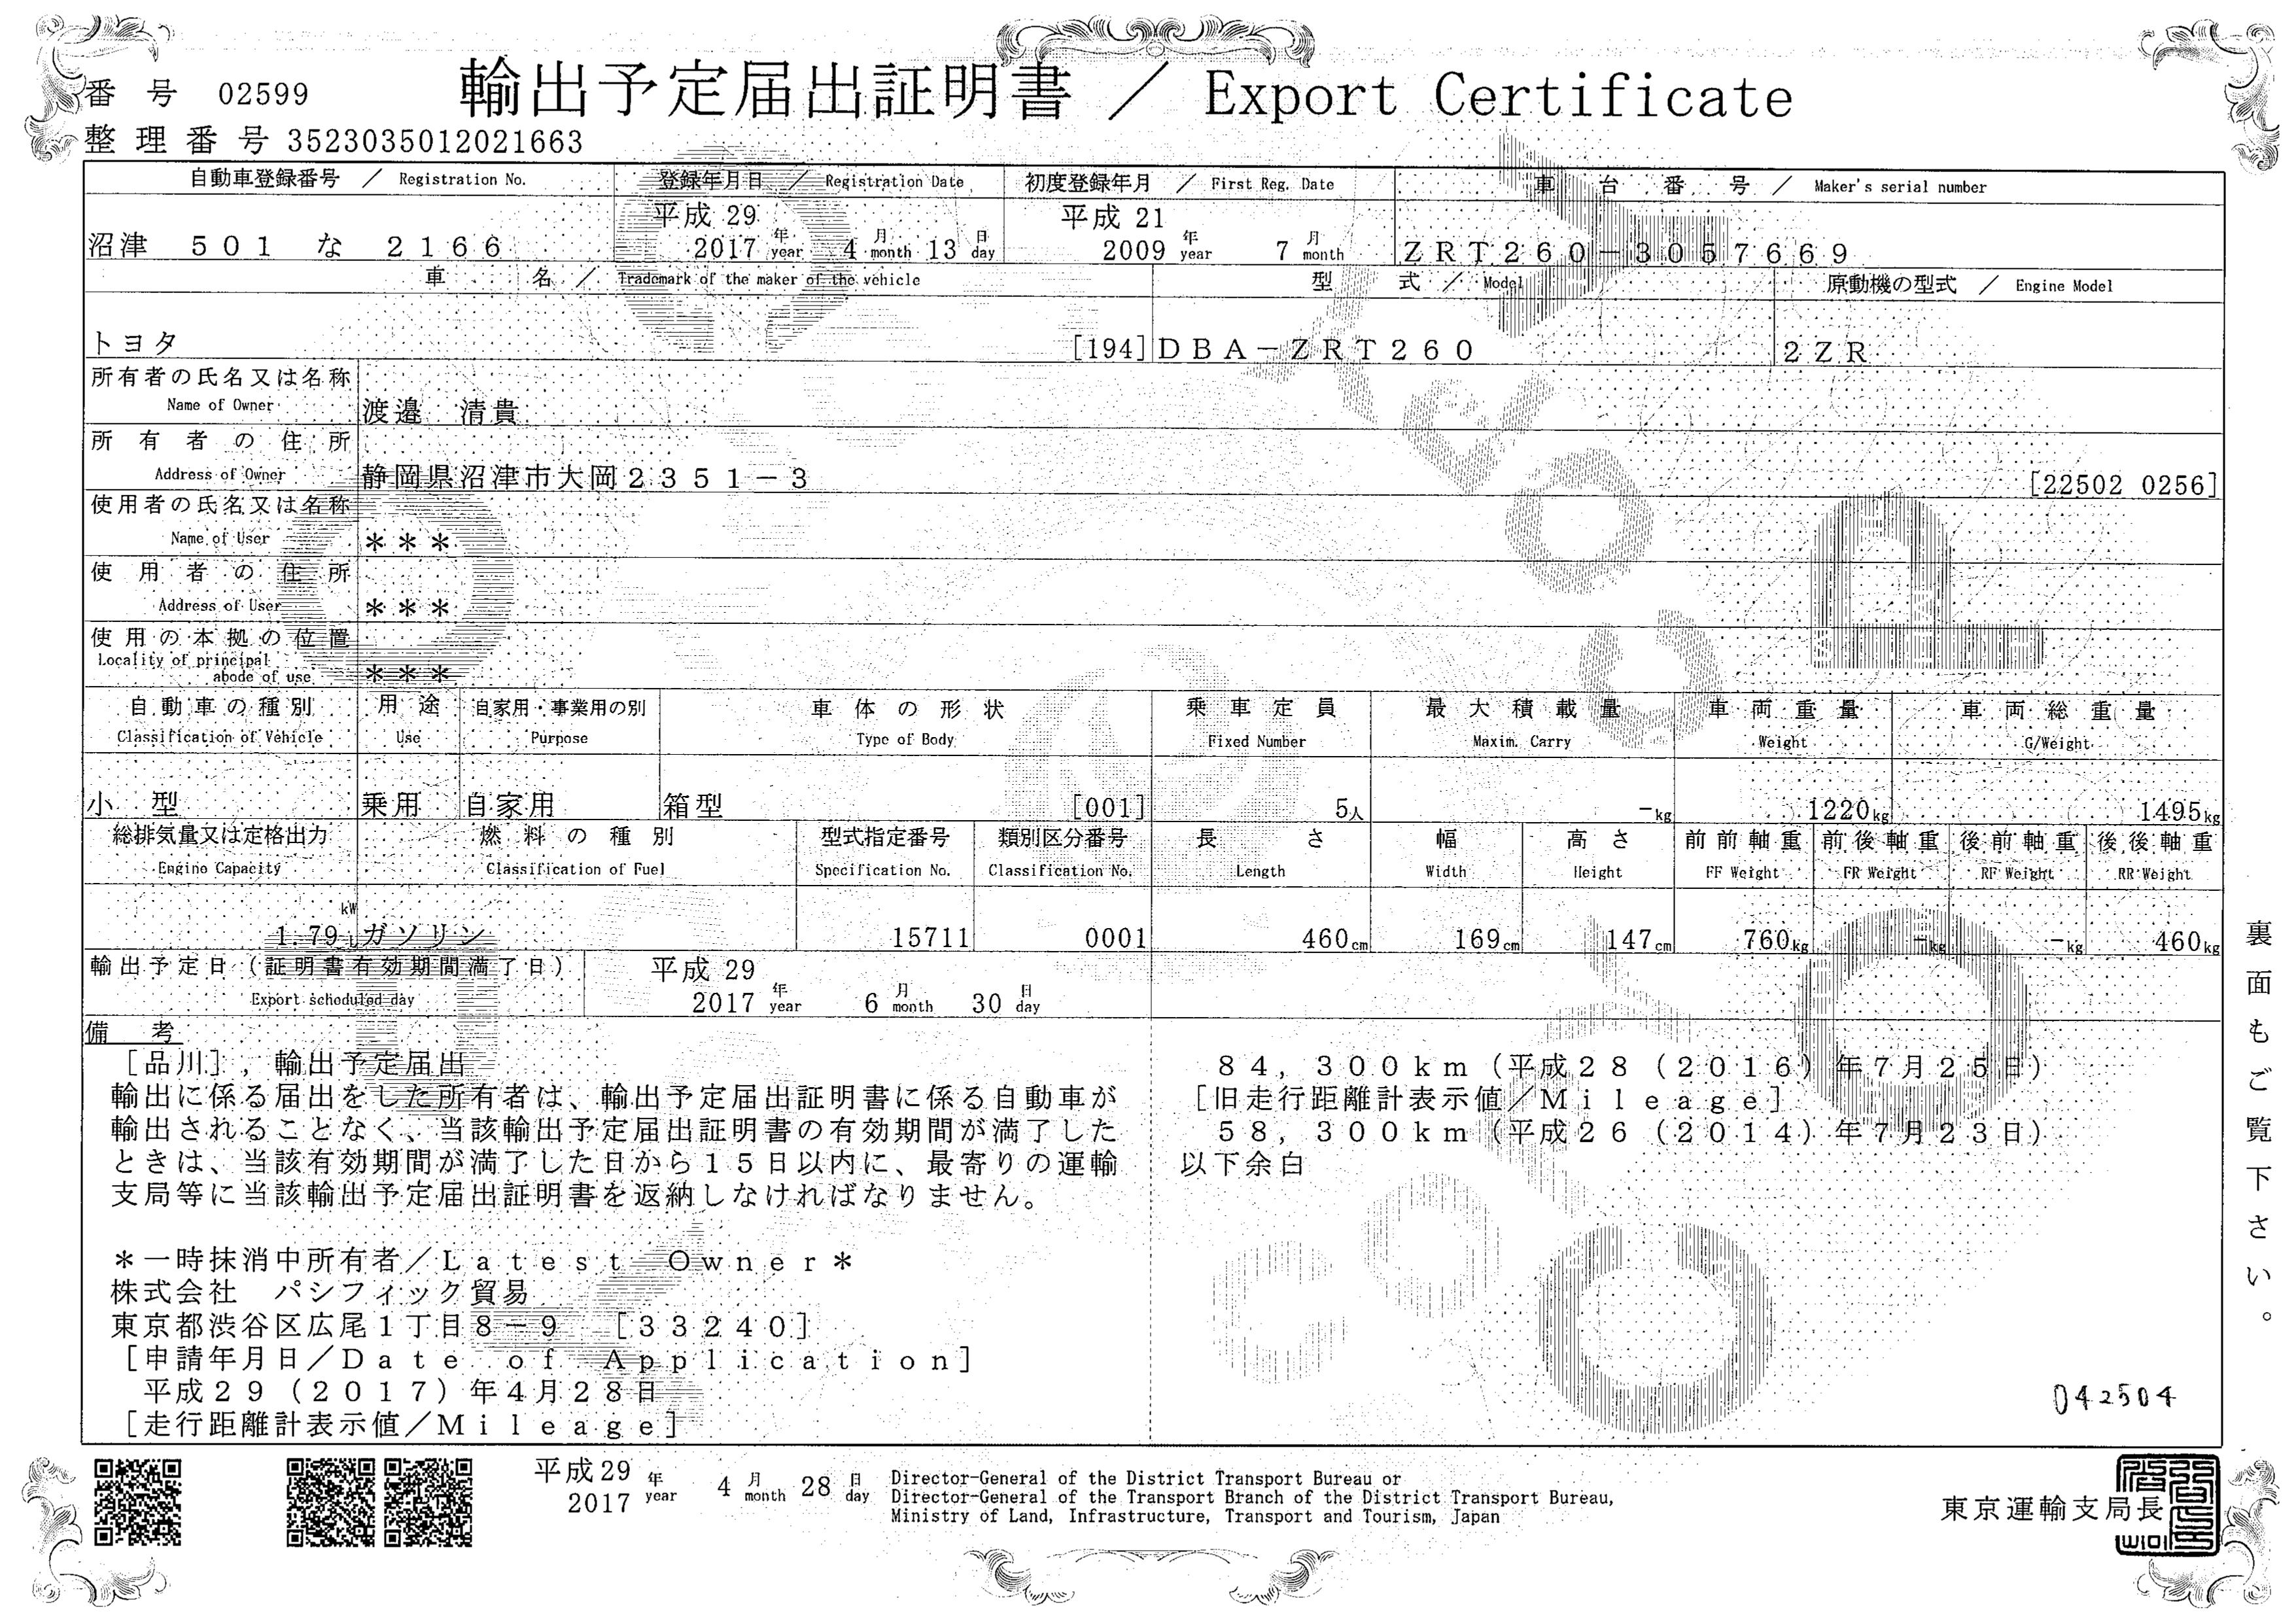 番号 02599
輸出予定届出証明書 ／ Export Certificate
整理番号 3523035012021663
自動車登録番号 ／ Registration No. 登録年月日 ／ Registration Date 初度登録年月 ／ First Reg. Date 車台番号 ／ Maker's serial number
平成 29 平成 21
沼津 ５０１ な ２１６６ 2017 年 year 4 月 month 13 日 day 2009 年 year 7 月 month ＺＲＴ２６０－３０５７６６９
車名 ／ Trademark of the maker of the vehicle 型式 ／ Model 原動機の型式 ／ Engine Model
トヨタ [194] ＤＢＡ－ＺＲＴ２６０ ２ＺＲ
所有者の氏名又は名称
Name of Owner 渡邉 清貴
所有者の住所
Address of Owner 静岡県沼津市大岡２３５１－３ [22502 0256]
使用者の氏名又は名称
Name of User ＊＊＊
使用者の住所
Address of User ＊＊＊
使用の本拠の位置
Locality of principal
abode of use ＊＊＊
自動車の種別 用途 自家用・事業用の別 車体の形状 乗車定員 最大積載量 車両重量 車両総重量
Classification of Vehicle Use Purpose Type of Body Fixed Number Maxim. Carry Weight G/Weight
小型 乗用 自家用 箱型 [001] 5人 －kg 1220kg 1495kg
総排気量又は定格出力 燃料の種別 型式指定番号 類別区分番号 長さ 幅 高さ 前前軸重 前後軸重 後前軸重 後後軸重
Engine Capacity Classification of Fuel Specification No. Classification No. Length Width Height FF Weight FR Weight RF Weight RR Weight
kW
1.79 L ガソリン 15711 0001 460cm 169cm 147cm 760kg －kg －kg 460kg
輸出予定日（証明書有効期間満了日） 平成 29
Export scheduled day 2017 年 year 6 月 month 30 日 day
備考
［品川］，輸出予定届出
輸出に係る届出をした所有者は、輸出予定届出証明書に係る自動車が
輸出されることなく、当該輸出予定届出証明書の有効期間が満了した
ときは、当該有効期間が満了した日から１５日以内に、最寄りの運輸
支局等に当該輸出予定届出証明書を返納しなければなりません。
＊一時抹消中所有者／Ｌａｔｅｓｔ Ｏｗｎｅｒ＊
株式会社 パシフィック貿易
東京都渋谷区広尾１丁目８－９ ［３３２４０］
［申請年月日／Ｄａｔｅ ｏｆ Ａｐｐｌｉｃａｔｉｏｎ］
平成２９（２０１７）年４月２８日
［走行距離計表示値／Ｍｉｌｅａｇｅ］
８４，３００ｋｍ（平成２８（２０１６）年７月２５日）
［旧走行距離計表示値／Ｍｉｌｅａｇｅ］
５８，３００ｋｍ（平成２６（２０１４）年７月２３日）
以下余白
042504
裏面もご覧下さい。
平成29 年 4 月 28 日
2017 year month day
Director-General of the District Transport Bureau or
Director-General of the Transport Branch of the District Transport Bureau,
Ministry of Land, Infrastructure, Transport and Tourism, Japan
東京運輸支局長